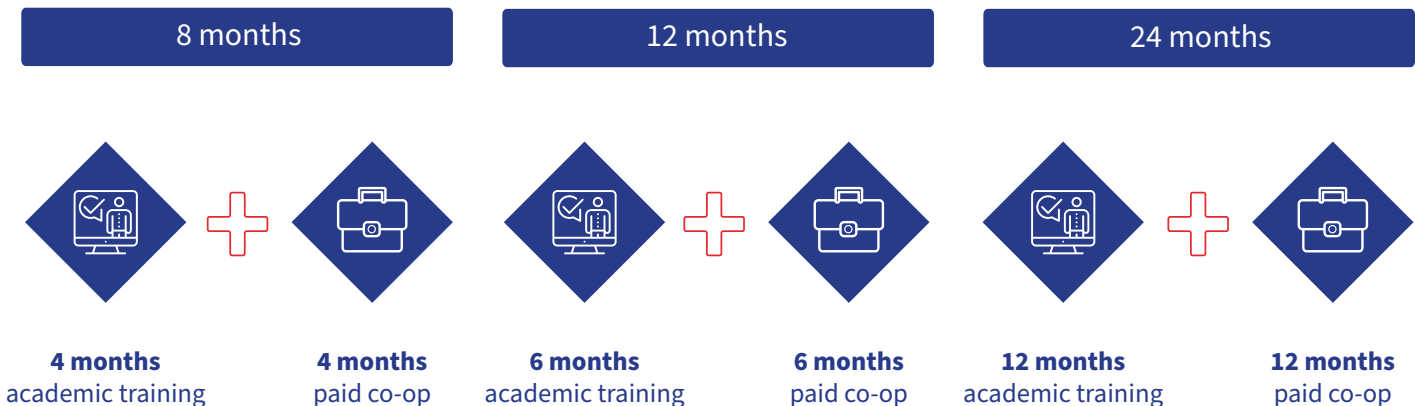 8 months
12 months
24 months
4 months
academic training
4 months
paid co-op
6 months
academic training
6 months
paid co-op
12 months
academic training
12 months
paid co-op